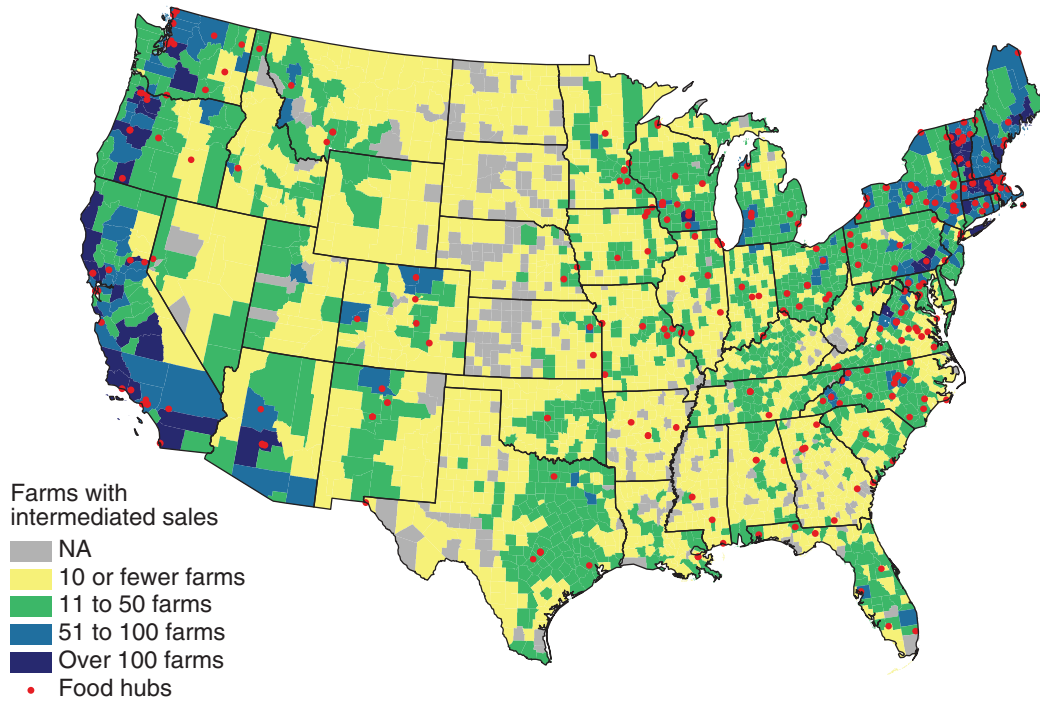 Farms with
intermediated sales
NA
10 or fewer farms
11 to 50 farms
51 to 100 farms
Over 100 farms
Food hubs